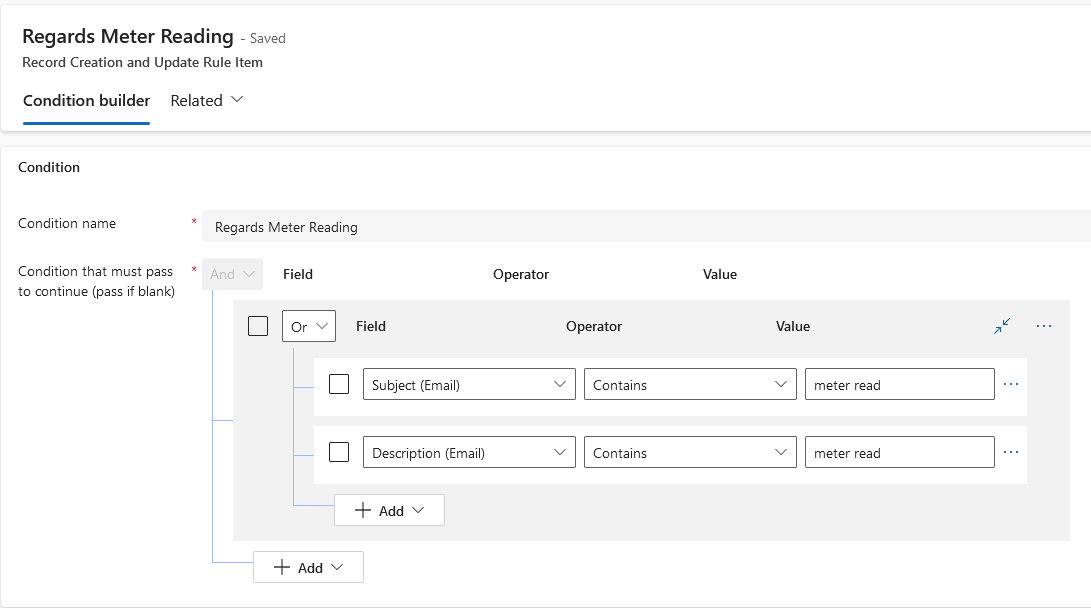 Regards Meter Reading - Saved
Record Creation and Update Rule Item
Condition builder Related
Condition
Condition name * Regards Meter Reading
Condition that must pass
to continue (pass if blank) * And Field Operator Value
Or Field Operator Value
Subject (Email) Contains meter read
Description (Email) Contains meter read
+ Add
+ Add